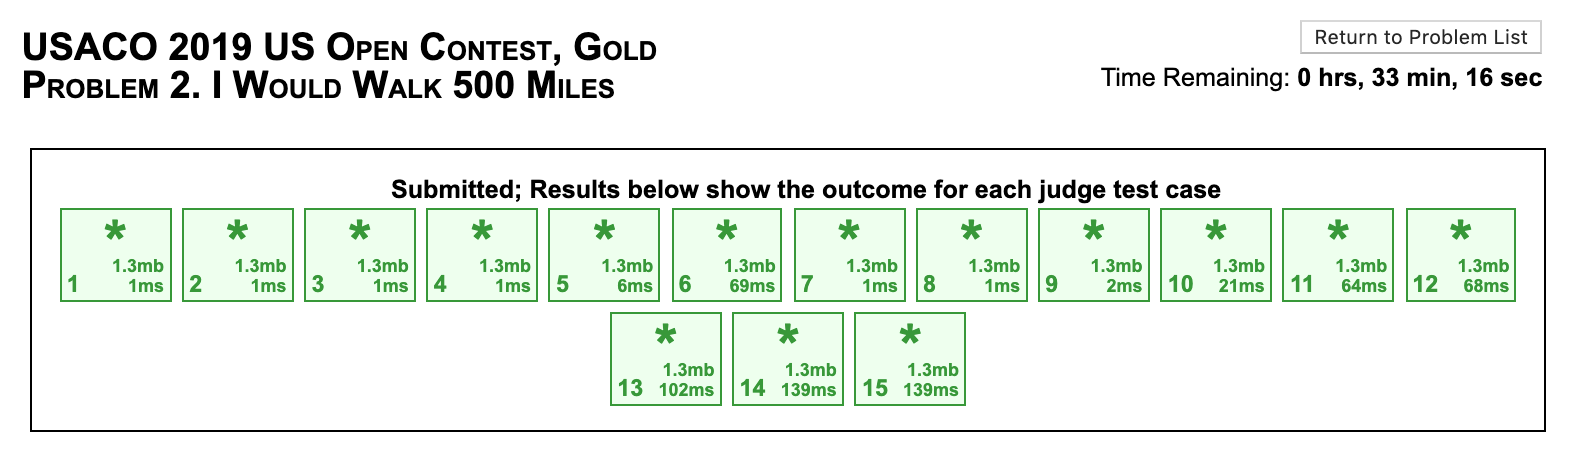 USACO 2019 US Open Contest, Gold
Problem 2. I Would Walk 500 Miles
Return to Problem List
Time Remaining: 0 hrs, 33 min, 16 sec
Submitted; Results below show the outcome for each judge test case
* * * * * * * * * * * *
1.3mb 1.3mb 1.3mb 1.3mb 1.3mb 1.3mb 1.3mb 1.3mb 1.3mb 1.3mb 1.3mb 1.3mb
1 1ms 2 1ms 3 1ms 4 1ms 5 6ms 6 69ms 7 1ms 8 1ms 9 2ms 10 21ms 11 64ms 12 68ms
* * *
1.3mb 1.3mb 1.3mb
13 102ms 14 139ms 15 139ms